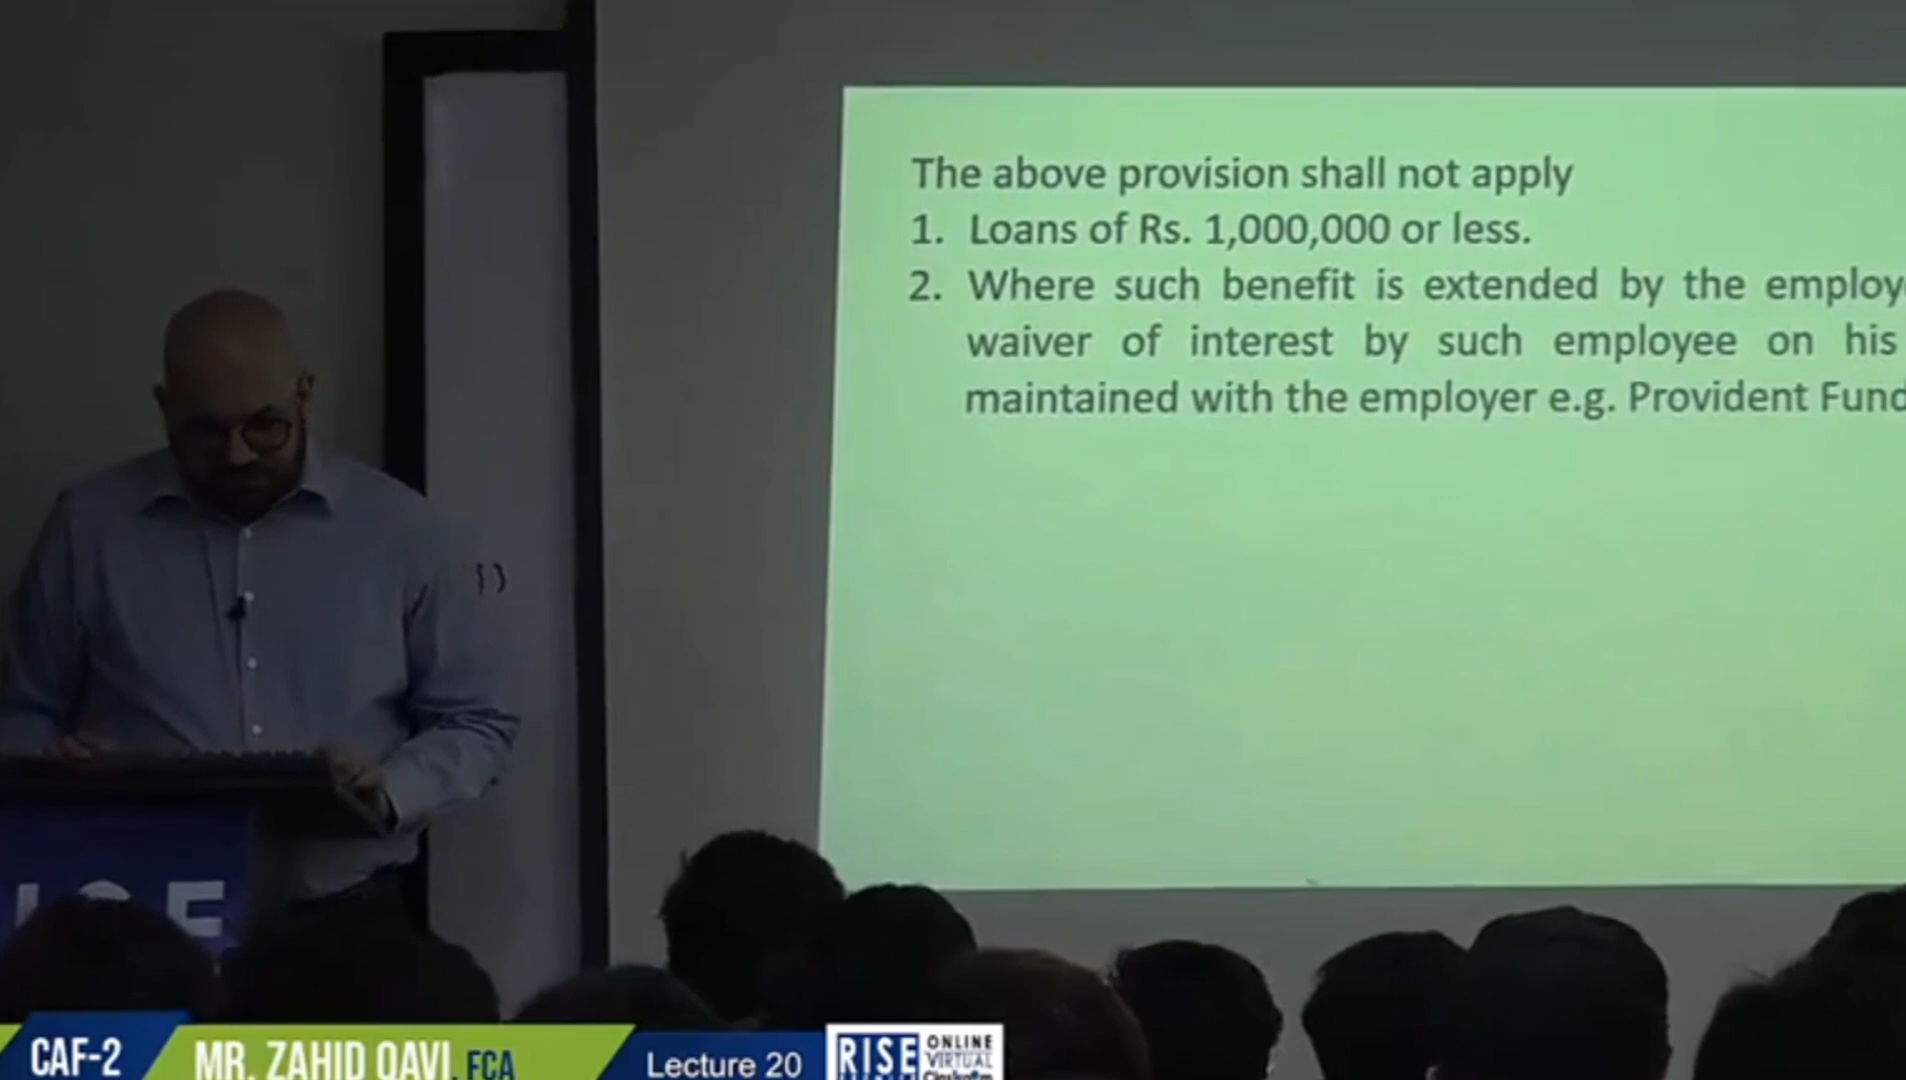 The above provision shall not apply
1. Loans of Rs. 1,000,000 or less.
2. Where such benefit is extended by the
waiver of interest by such employee on his
maintained with the employer e.g. Provident Fund
CAF-2
MR. ZAHID QAVI, FCA
Lecture 20
RISE
ONLINE
VIRTUAL